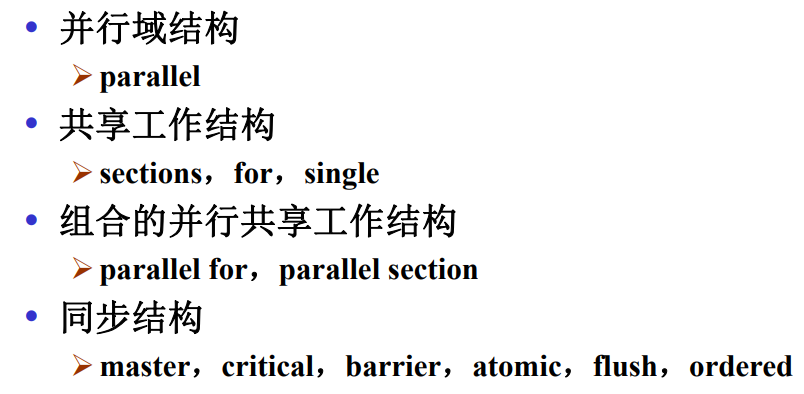 • 并行域结构
➢ parallel
• 共享工作结构
➢ sections，for，single
• 组合的并行共享工作结构
➢ parallel for，parallel section
• 同步结构
➢ master，critical，barrier，atomic，flush，ordered